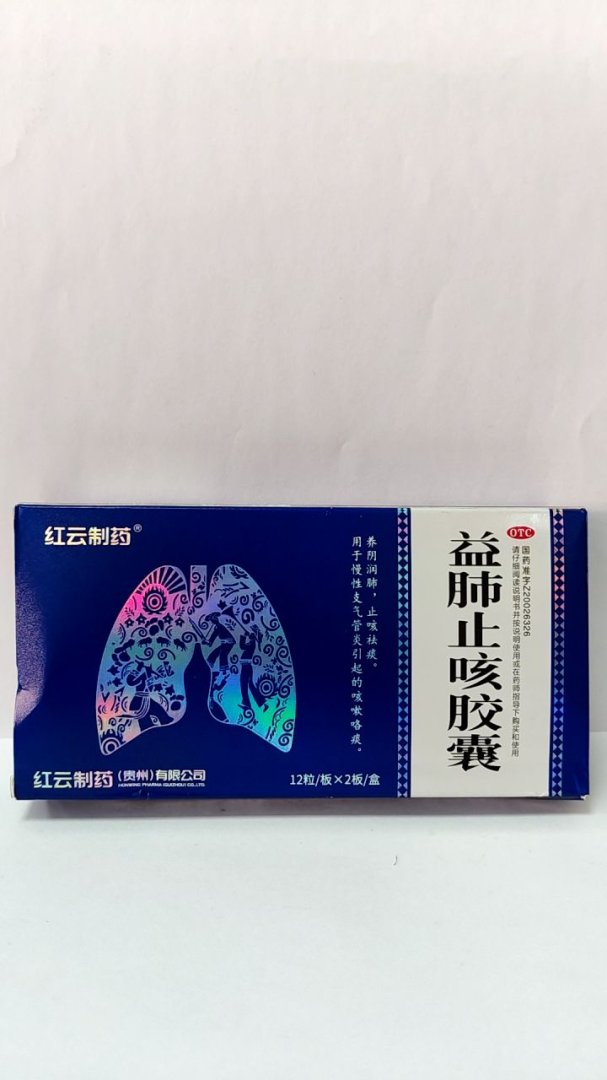 红云制药®
养阴润肺，止咳祛痰。
用于慢性支气管炎引起的咳嗽咯痰。
12粒/板×2板/盒
红云制药(贵州)有限公司
HONWING PHARMA (GUIZHOU) CO.,LTD.
OTC
国药准字Z20026326
请仔细阅读说明书并按说明使用或在药师指导下购买和使用
益肺止咳胶囊